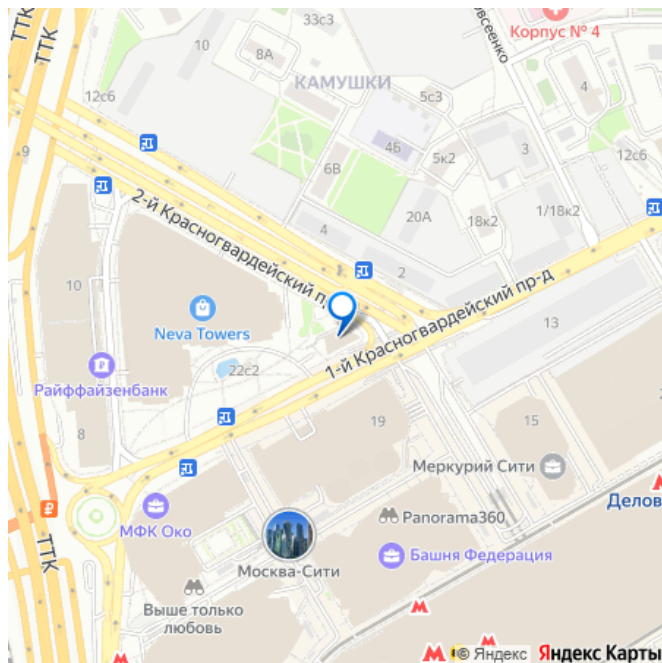 ТТК
ТТК
33с3
10
8А
Корпус № 4
КАМУШКИ
12с6
5с3
4
9
4Б
5к2
3
12с6
6В
2-й Красногвардейский пр-д
20А
18к2
1/18к2
4
2
10
Neva Towers
1-й Красногвардейский пр-д
13
Райффайзенбанк
22с2
8
19
15
Меркурий Сити
МФК Око
Panorama360
Делов
ТТК
Москва-Сити
Башня Федерация
Выше только
любовь
© Яндекс
Яндекс Карты